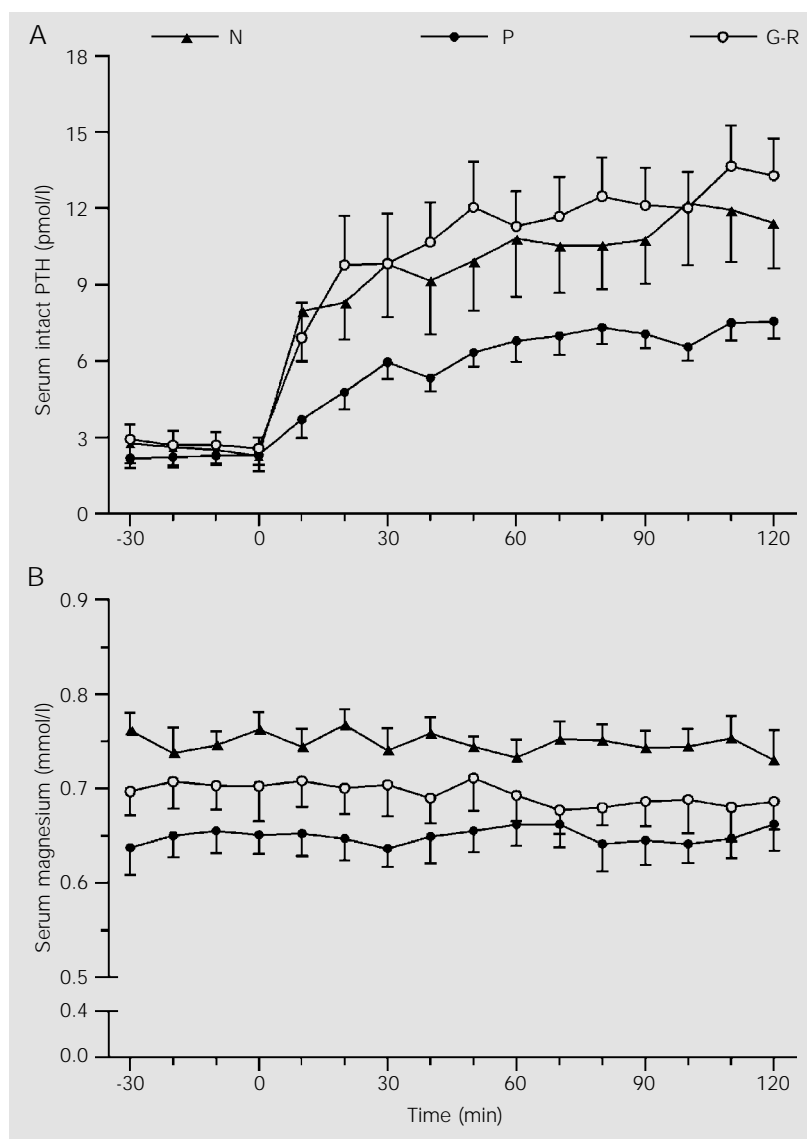 A
N
P
G-R
18
15
12
9
6
3
0
Serum intact PTH (pmol/l)
-30 0 30 60 90 120
B
0.9
0.8
0.7
0.6
0.5
0.4
0.0
Serum magnesium (mmol/l)
-30 0 30 60 90 120
Time (min)